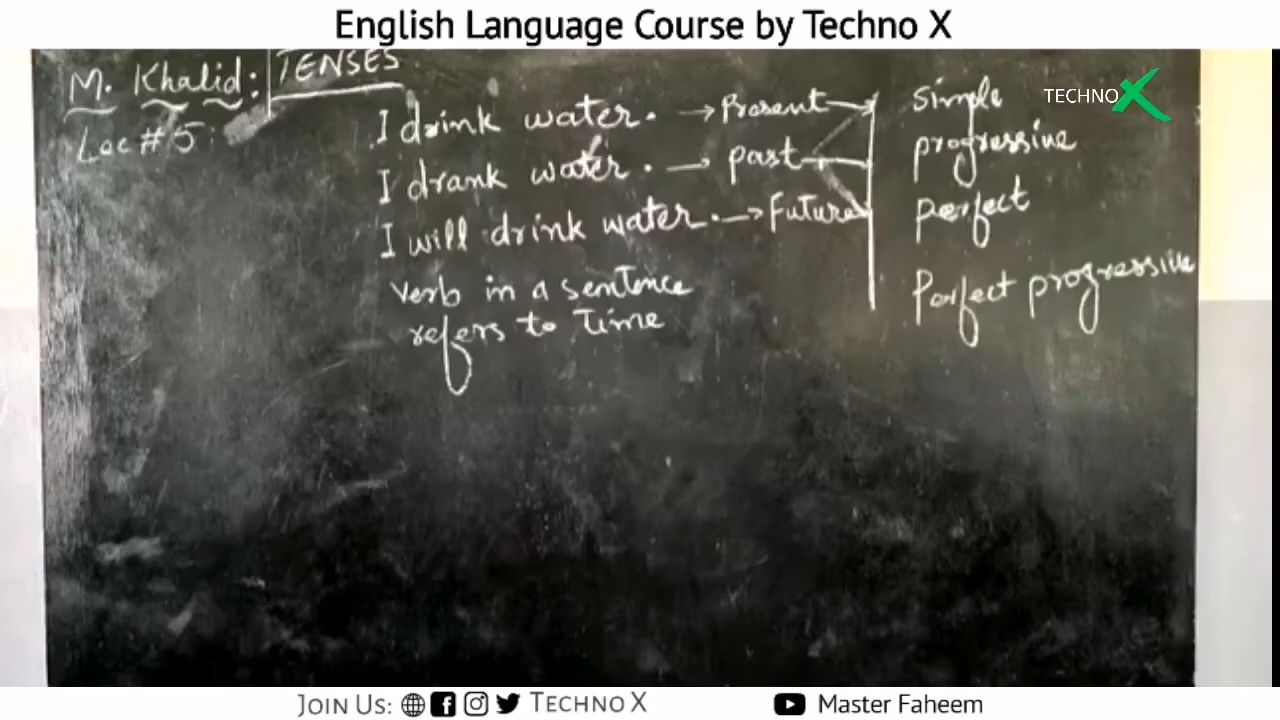 English Language Course by Techno X
M. Khalid: TENSES
Lec # 5:
I drink water. → Present → Simple
I drank water. → past progressive
I will drink water. → Future perfect
verb in a sentence
refers to Time
Perfect progressive
TECHNO X
JOIN US: TECHNO X
Master Faheem